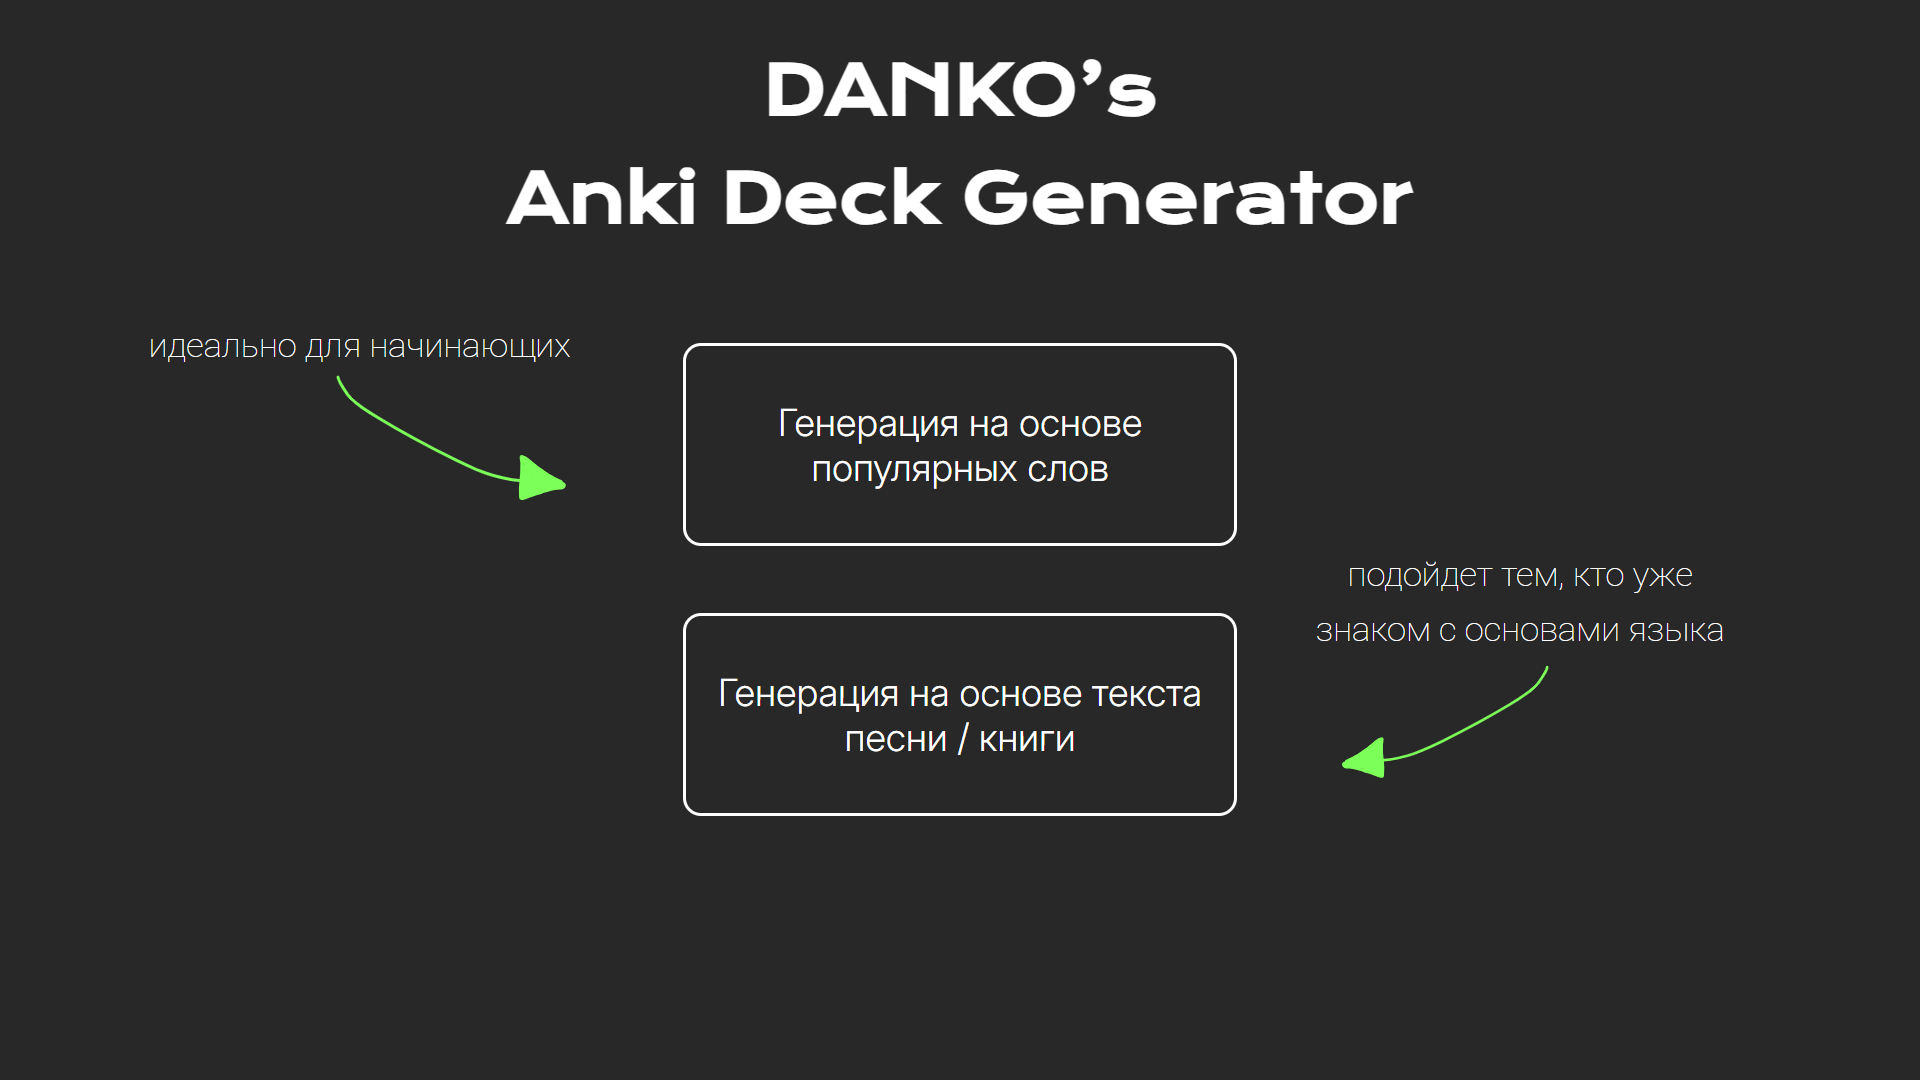 DANKO’s
Anki Deck Generator
идеально для начинающих
Генерация на основе
популярных слов
подойдет тем, кто уже
знаком с основами языка
Генерация на основе текста
песни / книги